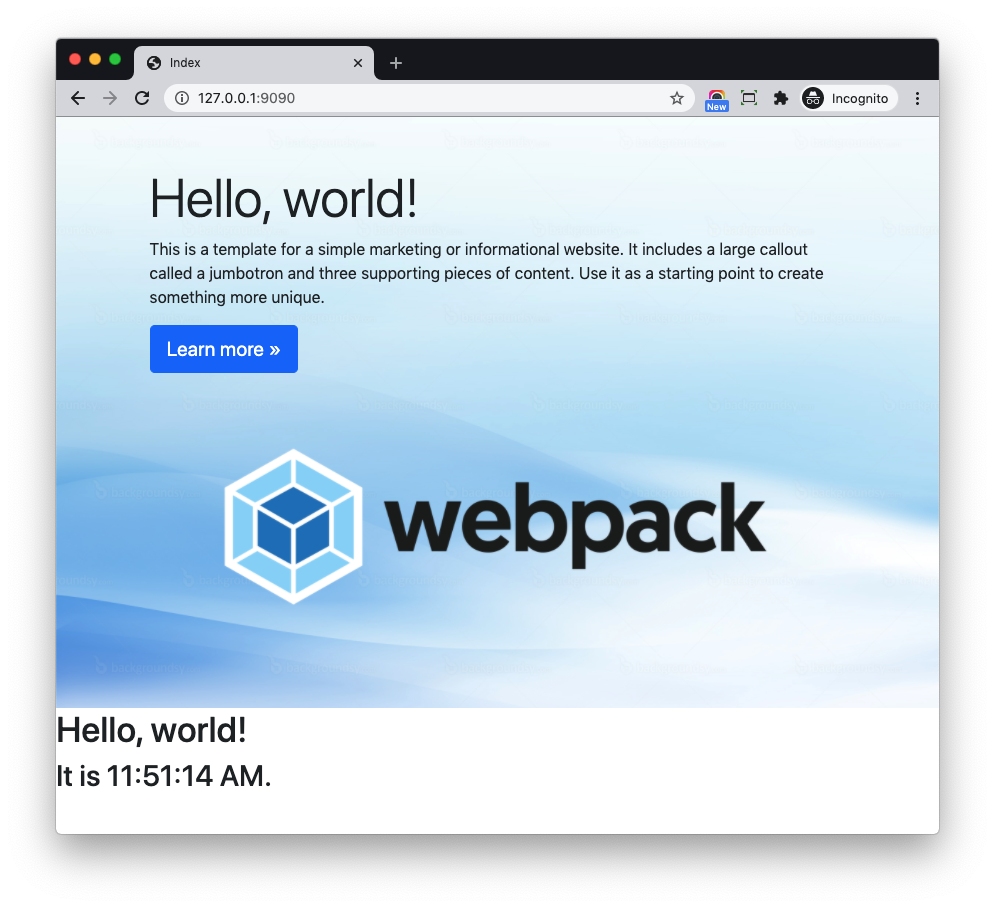 Index
127.0.0.1:9090
New
Incognito
Hello, world!
This is a template for a simple marketing or informational website. It includes a large callout
called a jumbotron and three supporting pieces of content. Use it as a starting point to create
something more unique.
Learn more »
webpack
Hello, world!
It is 11:51:14 AM.